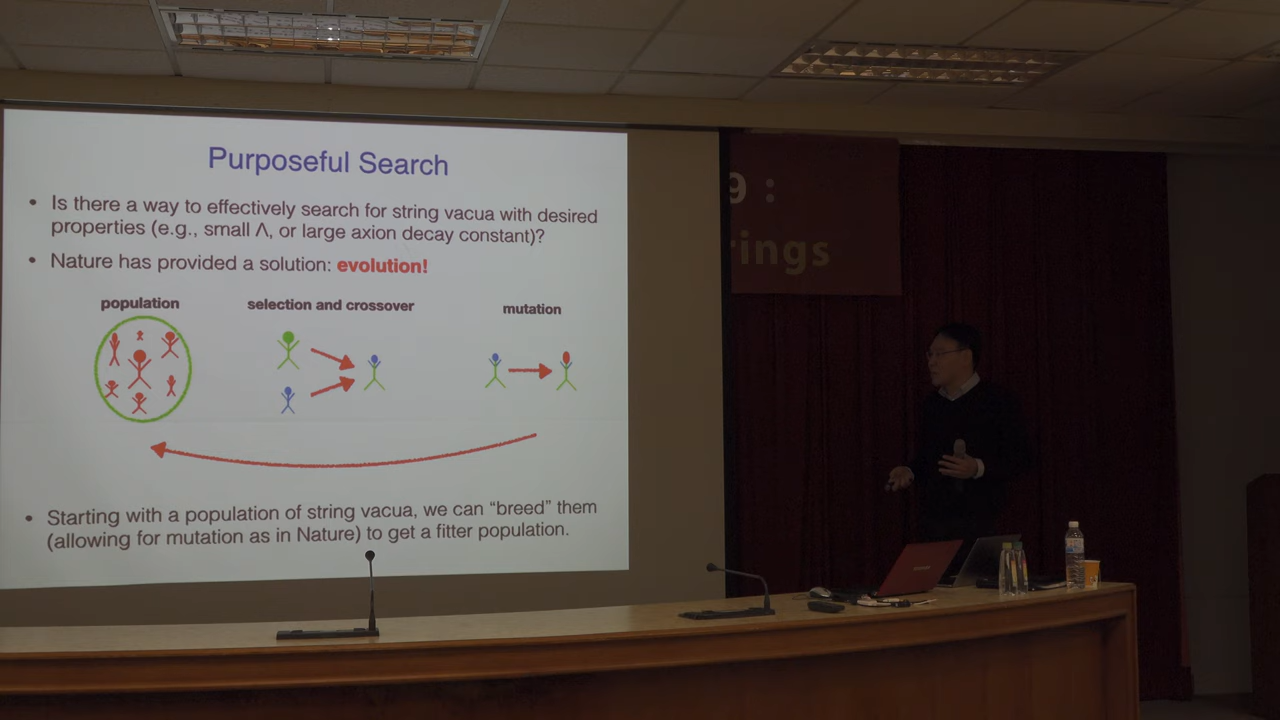 Purposeful Search
• Is there a way to effectively search for string vacua with desired
properties (e.g., small Λ, or large axion decay constant)?
• Nature has provided a solution: evolution!
population
selection and crossover
mutation
• Starting with a population of string vacua, we can “breed” them
(allowing for mutation as in Nature) to get a fitter population.
9 :
rings